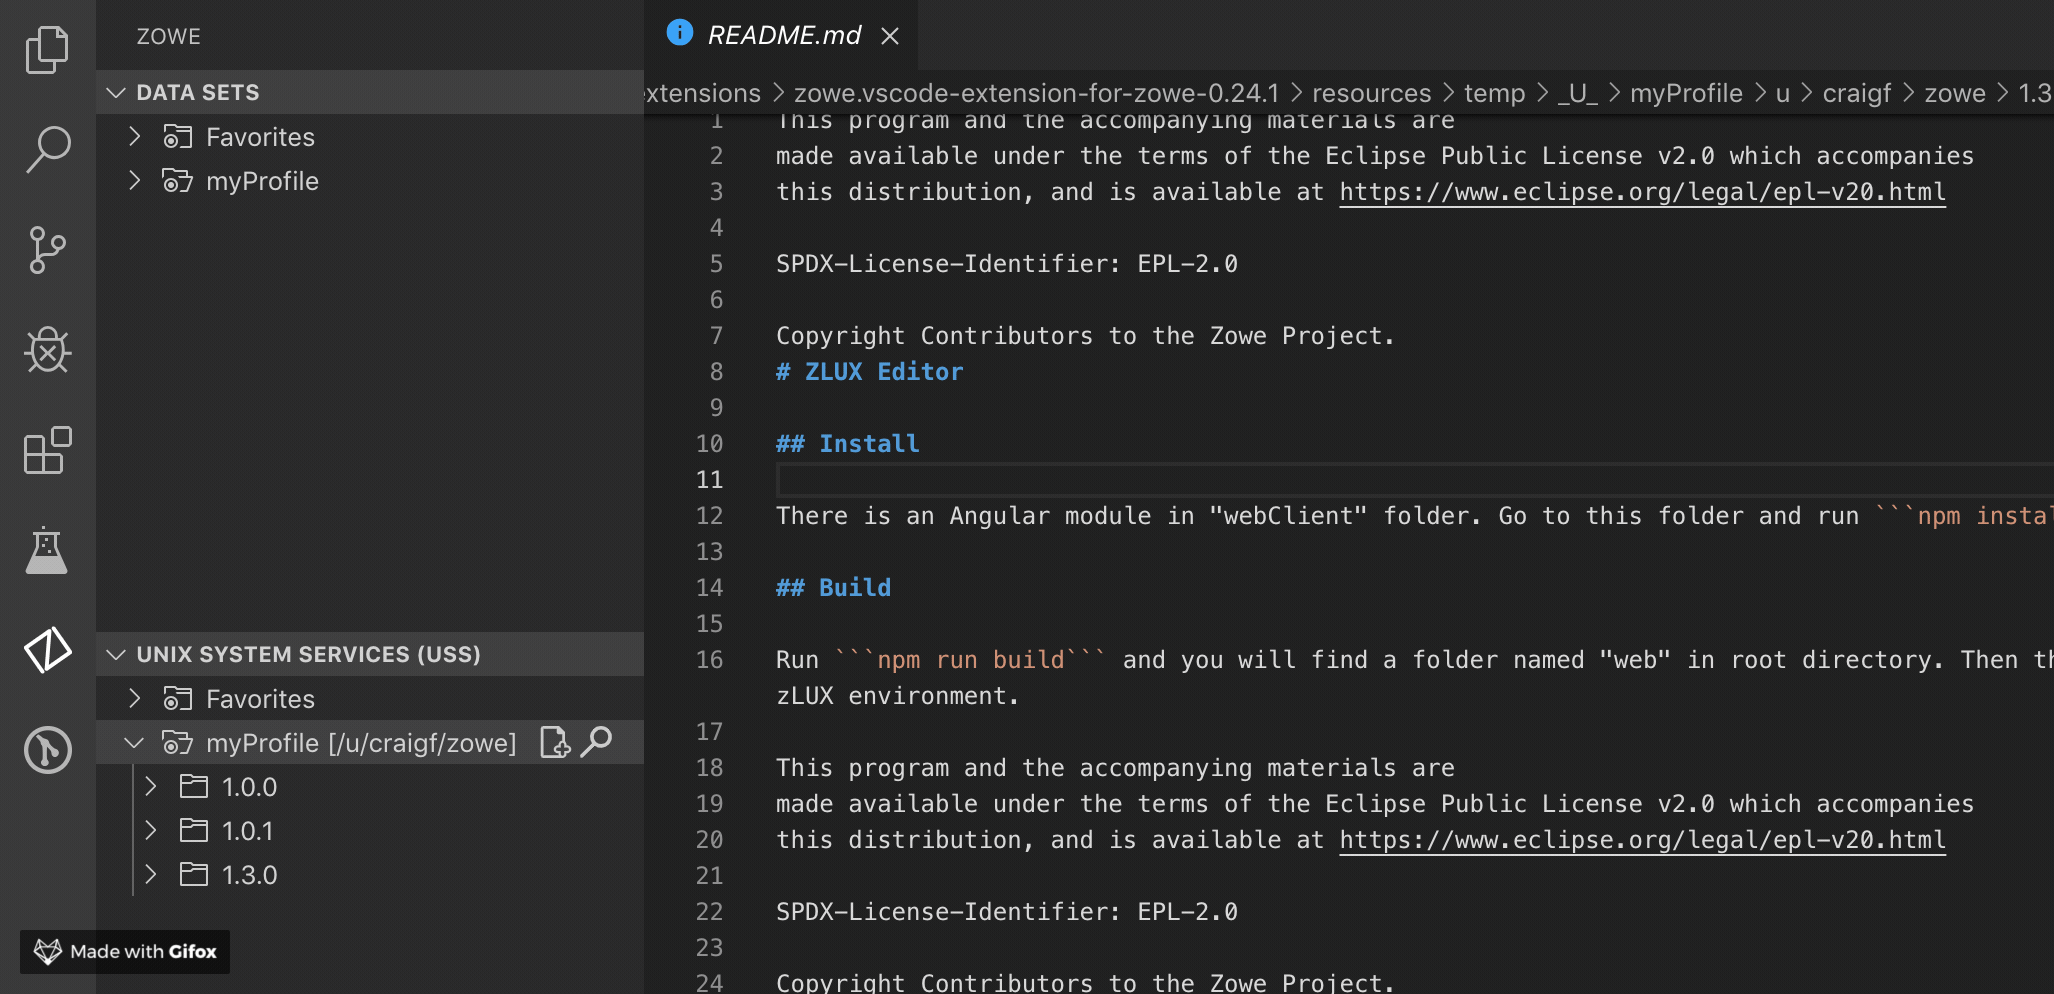 ZOWE
DATA SETS
Favorites
myProfile
UNIX SYSTEM SERVICES (USS)
Favorites
myProfile [/u/craigf/zowe]
1.0.0
1.0.1
1.3.0
Made with Gifox
README.md
xtensions > zowe.vscode-extension-for-zowe-0.24.1 > resources > temp > _U_ > myProfile > u > craigf > zowe > 1.3
1 This program and the accompanying materials are
2 made available under the terms of the Eclipse Public License v2.0 which accompanies
3 this distribution, and is available at https://www.eclipse.org/legal/epl-v20.html
4
5 SPDX-License-Identifier: EPL-2.0
6
7 Copyright Contributors to the Zowe Project.
8 # ZLUX Editor
9
10 ## Install
11
12 There is an Angular module in "webClient" folder. Go to this folder and run ```npm instal
13
14 ## Build
15
16 Run ```npm run build``` and you will find a folder named "web" in root directory. Then th
zLUX environment.
17
18 This program and the accompanying materials are
19 made available under the terms of the Eclipse Public License v2.0 which accompanies
20 this distribution, and is available at https://www.eclipse.org/legal/epl-v20.html
21
22 SPDX-License-Identifier: EPL-2.0
23
24 Copyright Contributors to the Zowe Project.